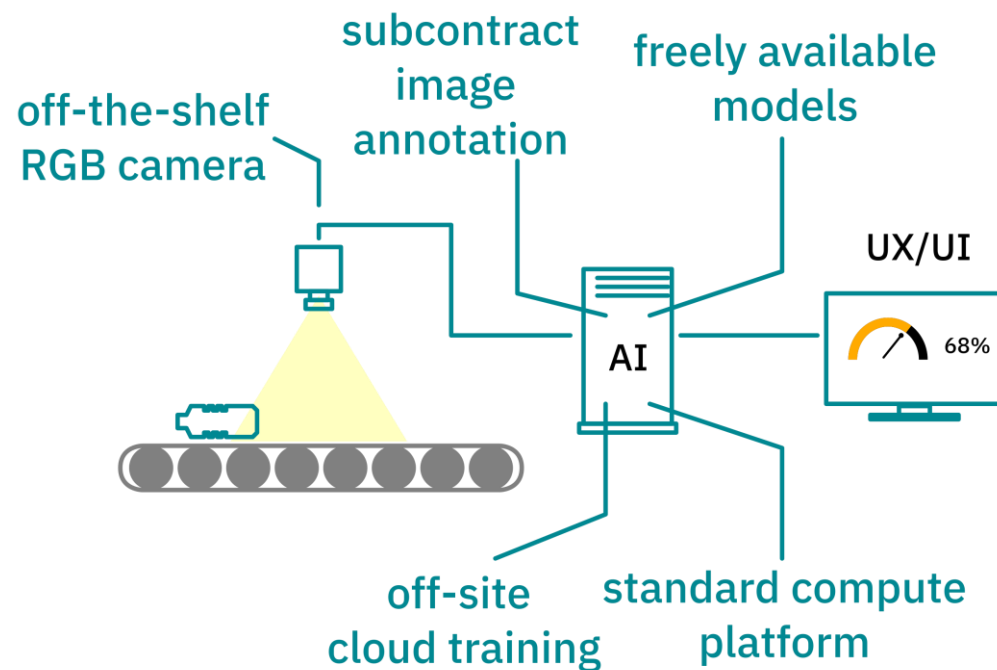 off-the-shelf
RGB camera
subcontract
image
annotation
freely available
models
UX/UI
AI
68%
off-site
cloud training
standard compute
platform